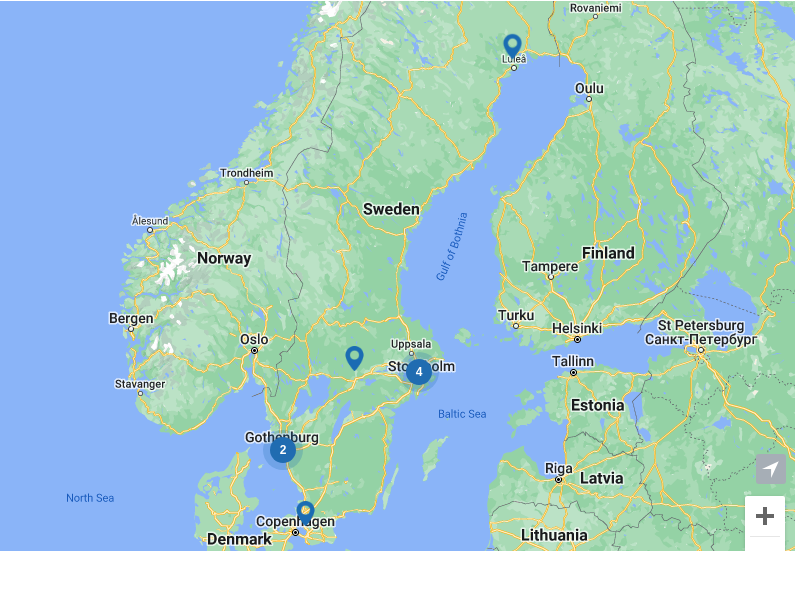 Rovaniemi
Luleå
Oulu
Trondheim
Sweden
Ålesund
Gulf of Bothnia
Norway
Finland
Tampere
Bergen
Turku
Helsinki
St Petersburg
Санкт-Петербург
Oslo
Uppsala
Tallinn
Stockholm
4
Stavanger
Estonia
Baltic Sea
Gothenburg
2
Riga
Latvia
North Sea
Copenhagen
Denmark
Lithuania
+